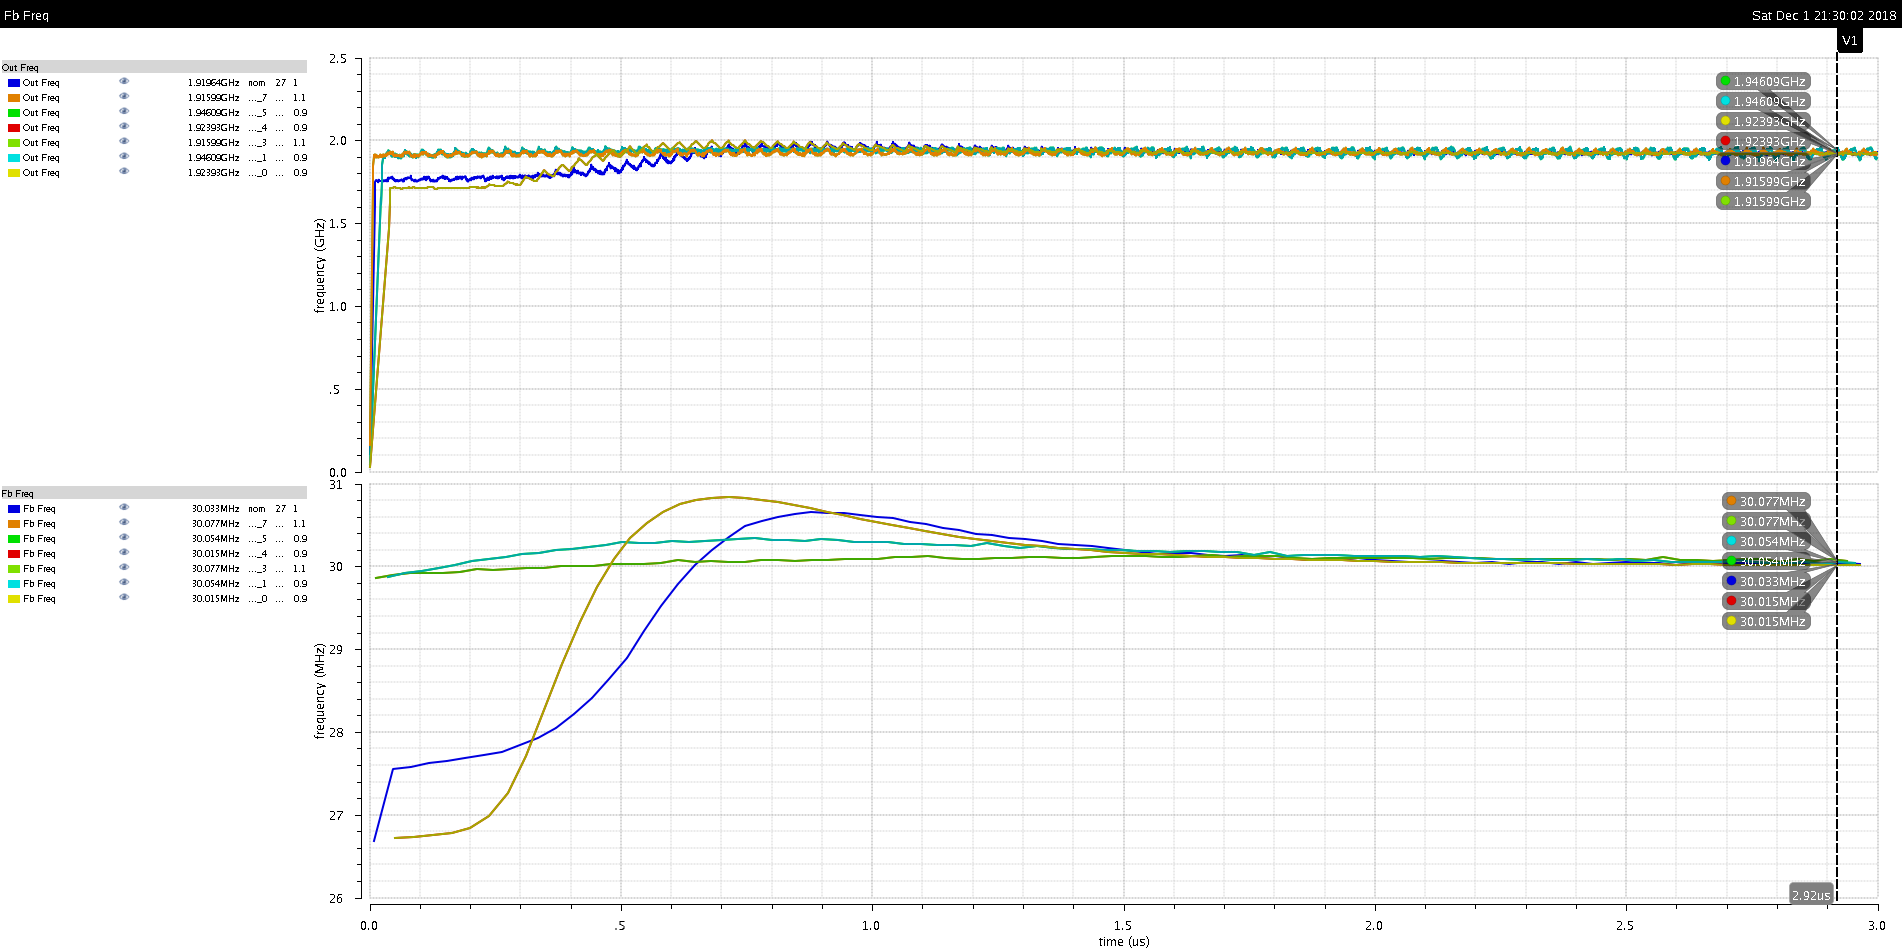 Fb Freq
Sat Dec 1 21:30:02 2018
V1
Out Freq
Out Freq 1.91964GHz nom 27 1
Out Freq 1.91599GHz ..._7 ... 1.1
Out Freq 1.94609GHz ..._5 ... 0.9
Out Freq 1.92393GHz ..._4 ... 0.9
Out Freq 1.91599GHz ..._3 ... 1.1
Out Freq 1.94609GHz ..._1 ... 0.9
Out Freq 1.92393GHz ..._0 ... 0.9
2.5
2.0
1.5
1.0
.5
0.0
frequency (GHz)
1.94609GHz
1.94609GHz
1.92393GHz
1.92393GHz
1.91964GHz
1.91599GHz
1.91599GHz
Fb Freq
Fb Freq 30.033MHz nom 27 1
Fb Freq 30.077MHz ..._7 ... 1.1
Fb Freq 30.054MHz ..._5 ... 0.9
Fb Freq 30.015MHz ..._4 ... 0.9
Fb Freq 30.077MHz ..._3 ... 1.1
Fb Freq 30.054MHz ..._1 ... 0.9
Fb Freq 30.015MHz ..._0 ... 0.9
31
30
29
28
27
26
frequency (MHz)
30.077MHz
30.077MHz
30.054MHz
30.054MHz
30.033MHz
30.015MHz
30.015MHz
2.92us
0.0 .5 1.0 1.5 2.0 2.5 3.0
time (us)